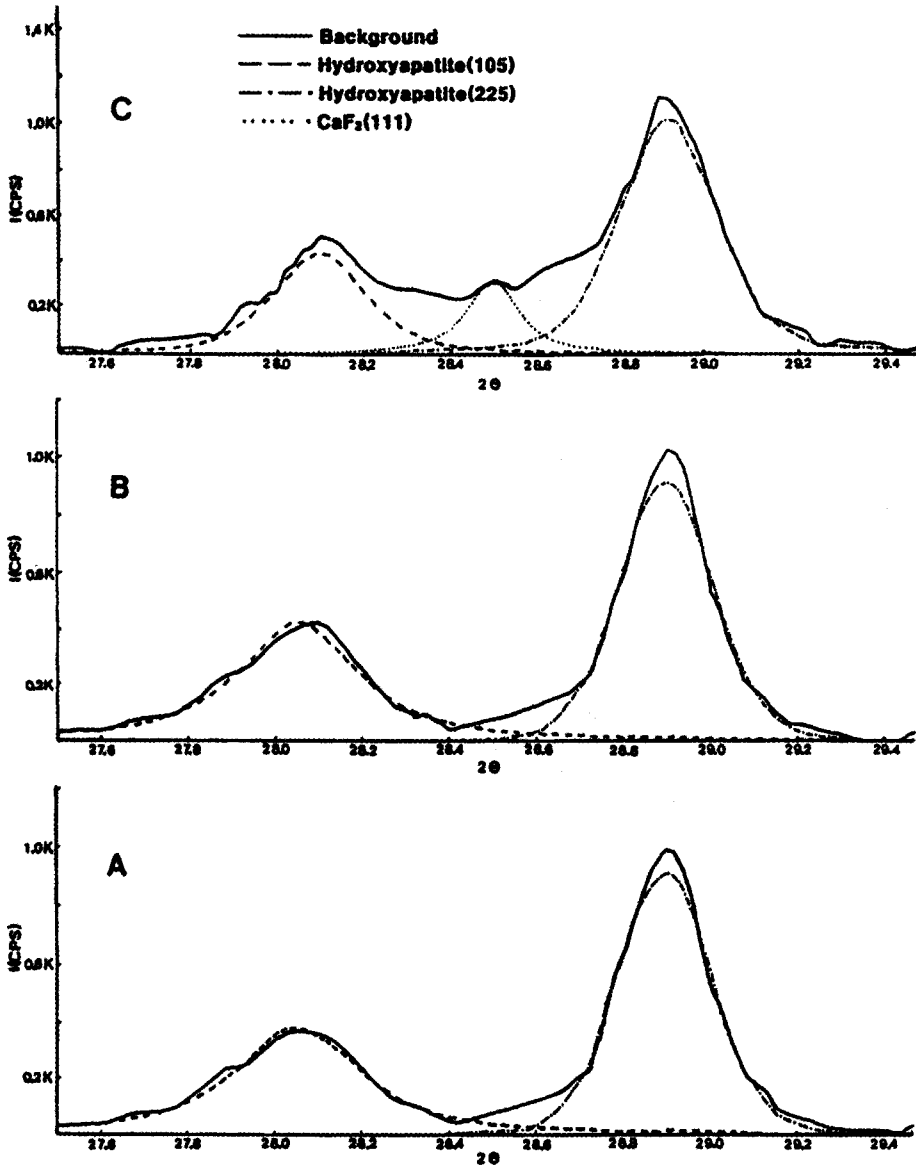 1.4K
Background
Hydroxyapatite(105)
Hydroxyapatite(225)
CaF₂(111)
C
1.0K
I(CPS)
0.6K
0.2K
27.6 27.8 28.0 28.2 28.4 28.6 28.8 29.0 29.2 29.4
2θ
1.0K
B
I(CPS)
0.6K
0.2K
27.6 27.8 28.0 28.2 28.4 28.6 28.8 29.0 29.2 29.4
2θ
1.0K
A
I(CPS)
0.6K
0.2K
27.6 27.8 28.0 28.2 28.4 28.6 28.8 29.0 29.2 29.4
2θ